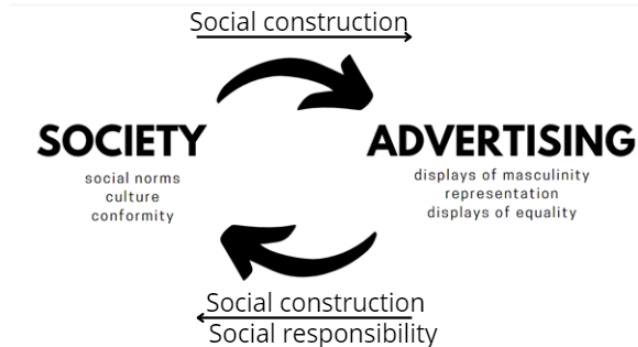 Social construction
SOCIETY
social norms
culture
conformity
ADVERTISING
displays of masculinity
representation
displays of equality
Social construction
Social responsibility